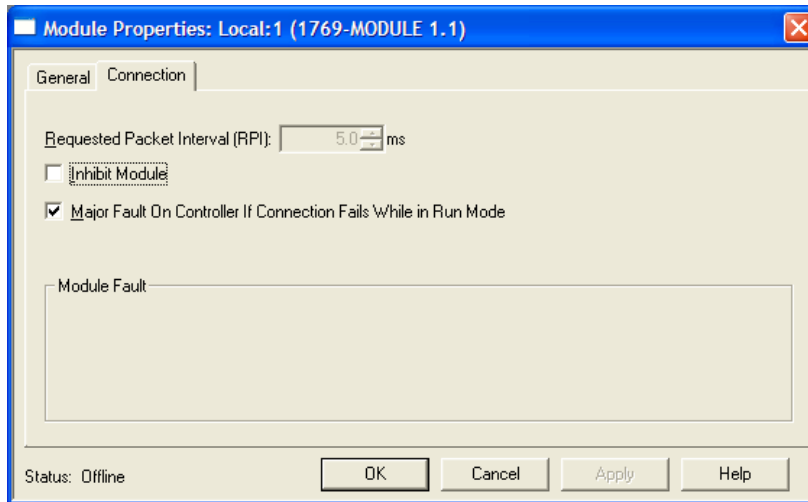 Module Properties: Local:1 (1769-MODULE 1.1)
General Connection
Requested Packet Interval (RPI): 5.0 ms
Inhibit Module
Major Fault On Controller If Connection Fails While in Run Mode
Module Fault
Status: Offline OK Cancel Apply Help